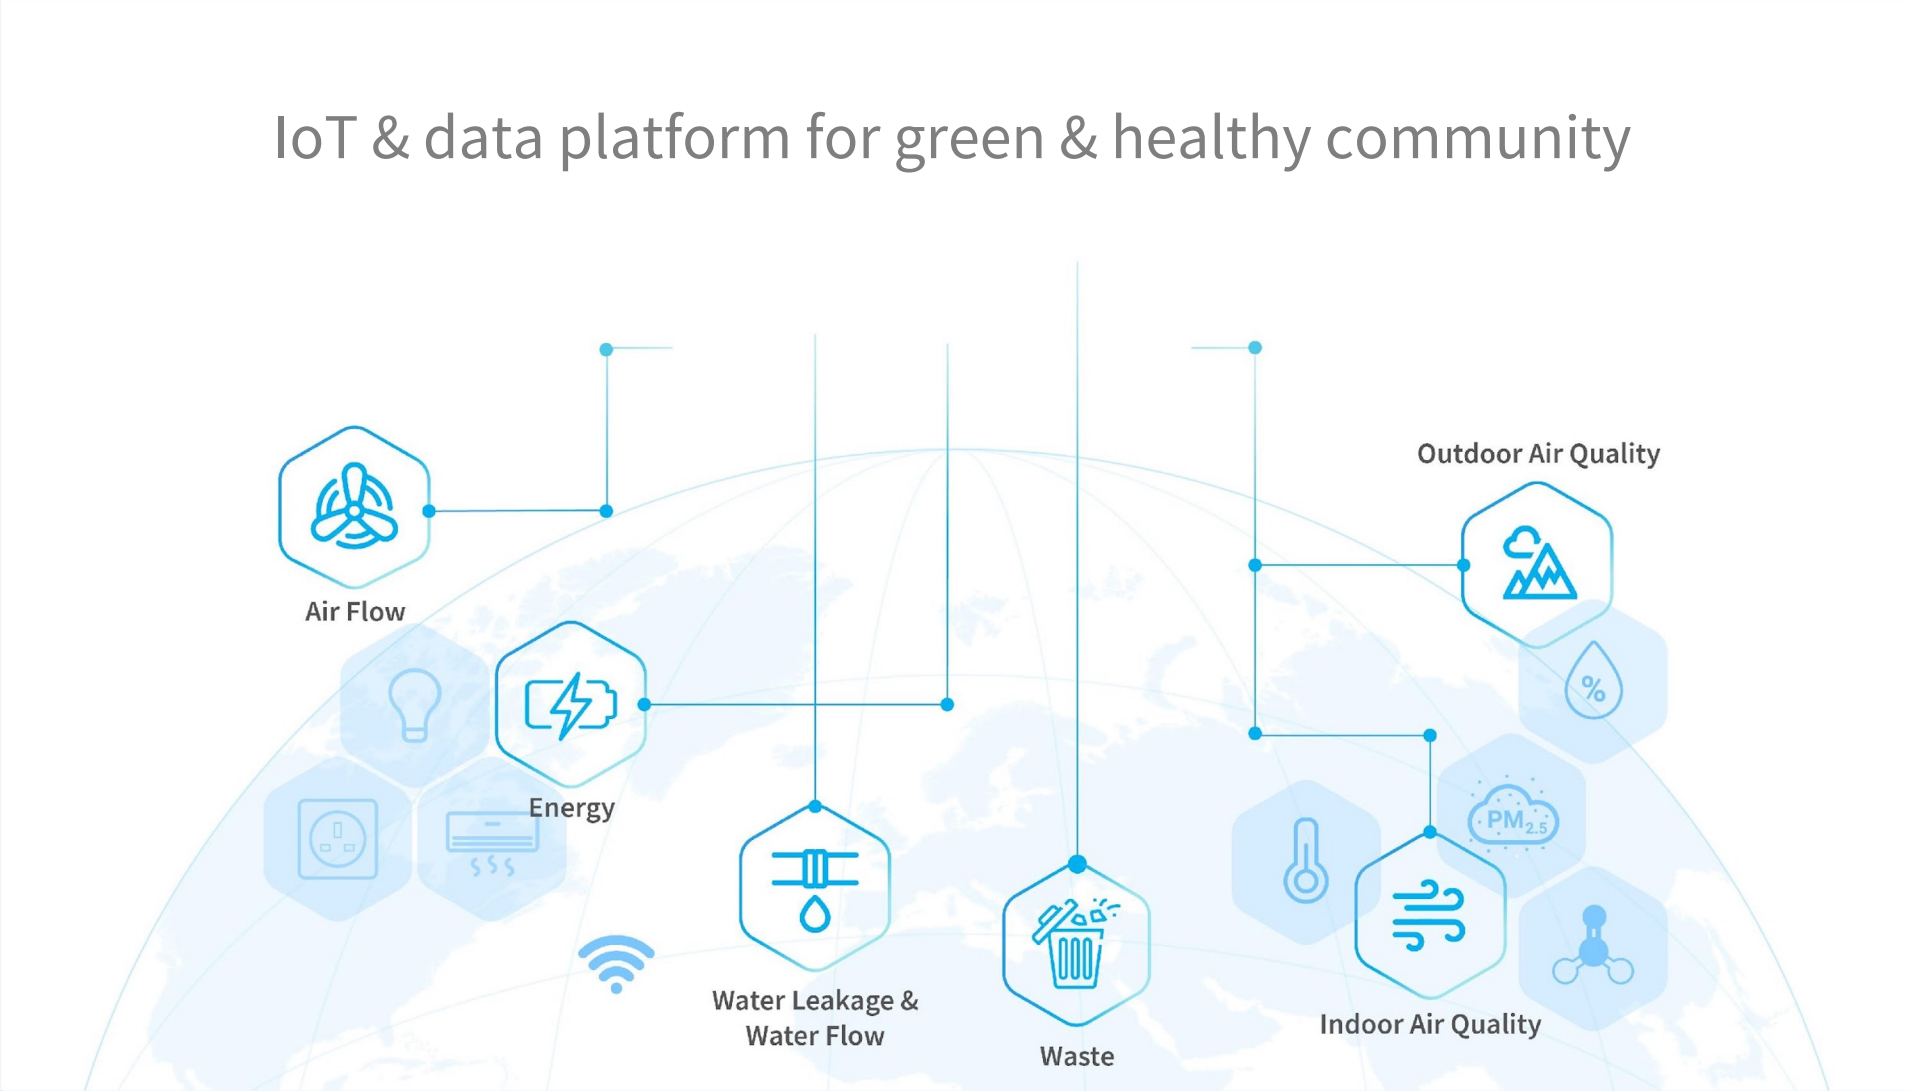 IoT & data platform for green & healthy community
Outdoor Air Quality
Air Flow
%
Energy
PM2.5
Water Leakage &
Water Flow
Waste
Indoor Air Quality